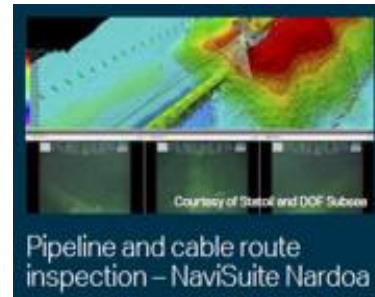 Courtesy of Statoil and DOF Subsea
Pipeline and cable route
inspection – NaviSuite Nardoa